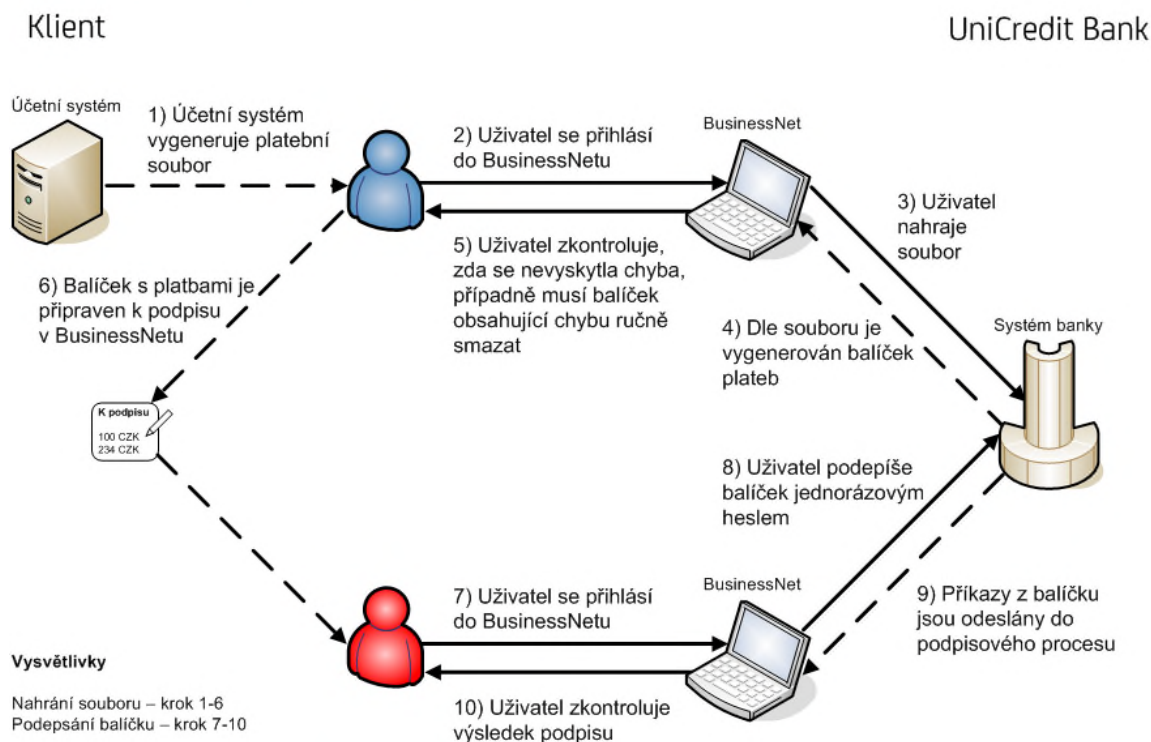 Klient
UniCredit Bank
Účetní systém
1) Účetní systém
vygeneruje platební
soubor
2) Uživatel se přihlásí
do BusinessNetu
BusinessNet
3) Uživatel
nahraje
soubor
5) Uživatel zkontroluje,
zda se nevyskytla chyba,
případně musí balíček
obsahující chybu ručně
smazat
6) Balíček s platbami je
připraven k podpisu
v BusinessNetu
4) Dle souboru je
vygenerován balíček
plateb
Systém banky
K podpisu
100 CZK
234 CZK
8) Uživatel podepíše
balíček jednorázovým
heslem
7) Uživatel se přihlásí
do BusinessNetu
BusinessNet
9) Příkazy z balíčku
jsou odeslány do
podpisového procesu
10) Uživatel zkontroluje
výsledek podpisu
Vysvětlivky
Nahrání souboru – krok 1-6
Podepsání balíčku – krok 7-10